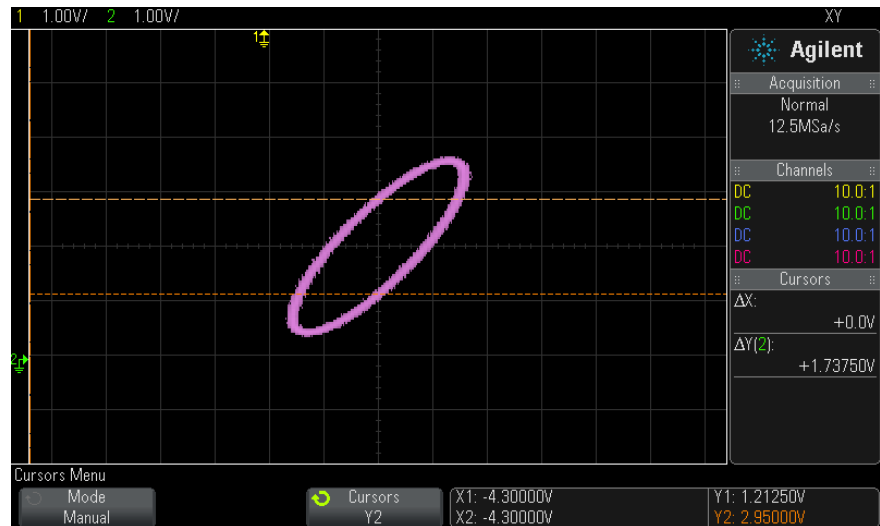 1 1.00V/ 2 1.00V/ XY
1
Agilent
Acquisition
Normal
12.5MSa/s
Channels
DC 10.0:1
DC 10.0:1
DC 10.0:1
DC 10.0:1
Cursors
ΔX:
+0.0V
ΔY(2):
+1.73750V
2
Cursors Menu
Mode
Manual
Cursors
Y2
X1: -4.30000V
X2: -4.30000V
Y1: 1.21250V
Y2: 2.95000V